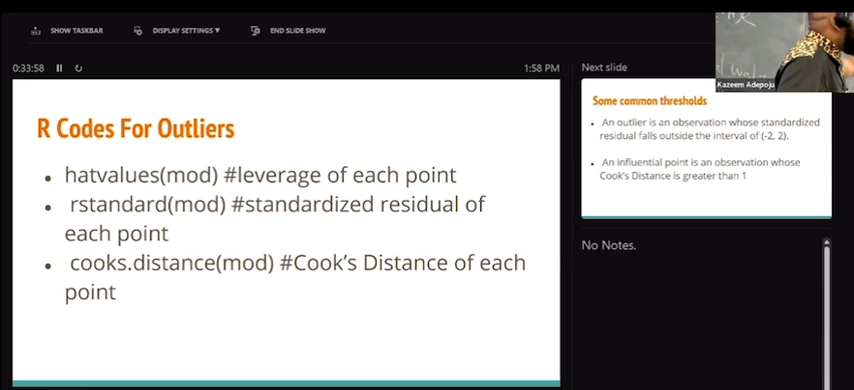 SHOW TASKBAR
DISPLAY SETTINGS ▼
END SLIDE SHOW
0:33:58
1:58 PM
R Codes For Outliers
• hatvalues(mod) #leverage of each point
• rstandard(mod) #standardized residual of
each point
• cooks.distance(mod) #Cook's Distance of each
point
Next slide
Kazeem Adepoju
Some common thresholds
• An outlier is an observation whose standardized
residual falls outside the interval of (-2, 2).
• An influential point is an observation whose
Cook's Distance is greater than 1
No Notes.